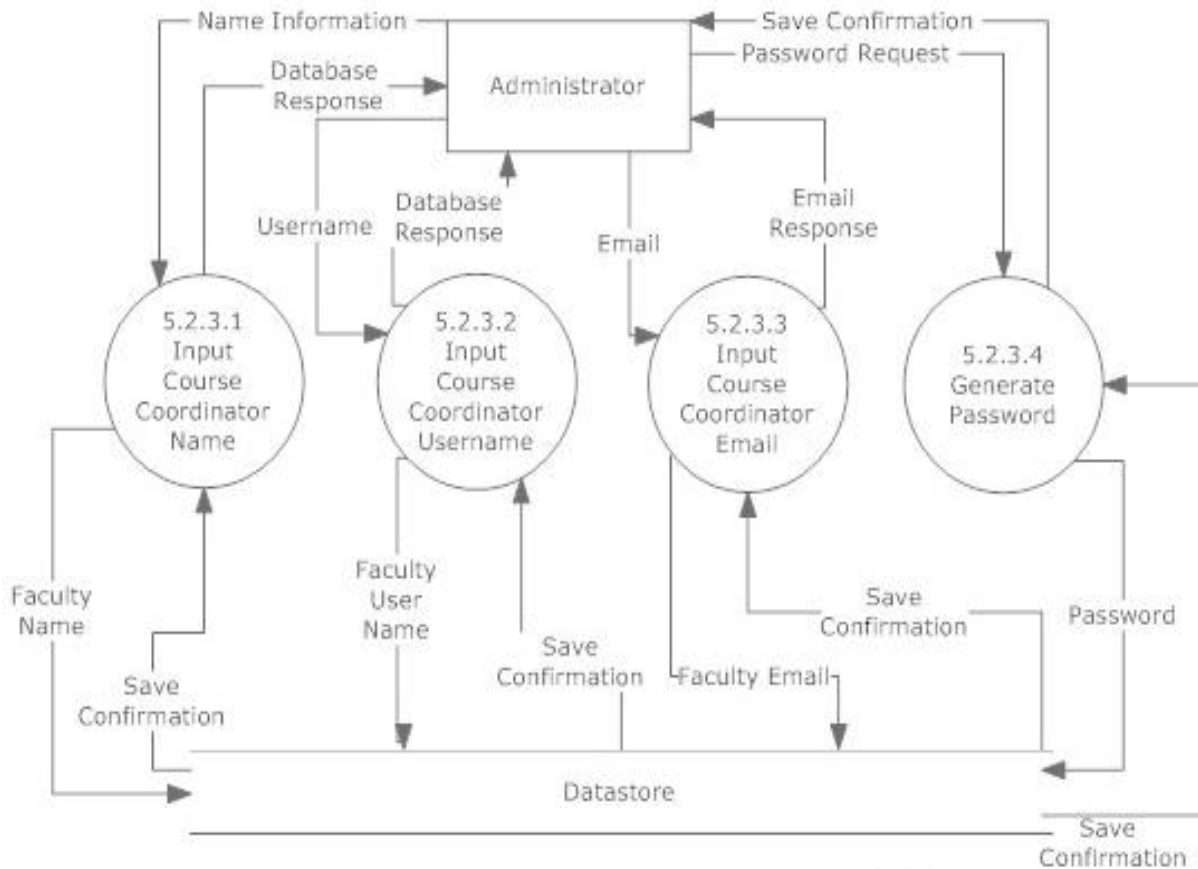 Name Information
Save Confirmation
Password Request
Database
Response
Administrator
Username
Database
Response
Email
Email
Response
5.2.3.1
Input
Course
Coordinator
Name
5.2.3.2
Input
Course
Coordinator
Username
5.2.3.3
Input
Course
Coordinator
Email
5.2.3.4
Generate
Password
Faculty
Name
Faculty
User
Name
Save
Confirmation
Password
Save
Confirmation
Save
Confirmation
Faculty Email
Datastore
Save
Confirmation